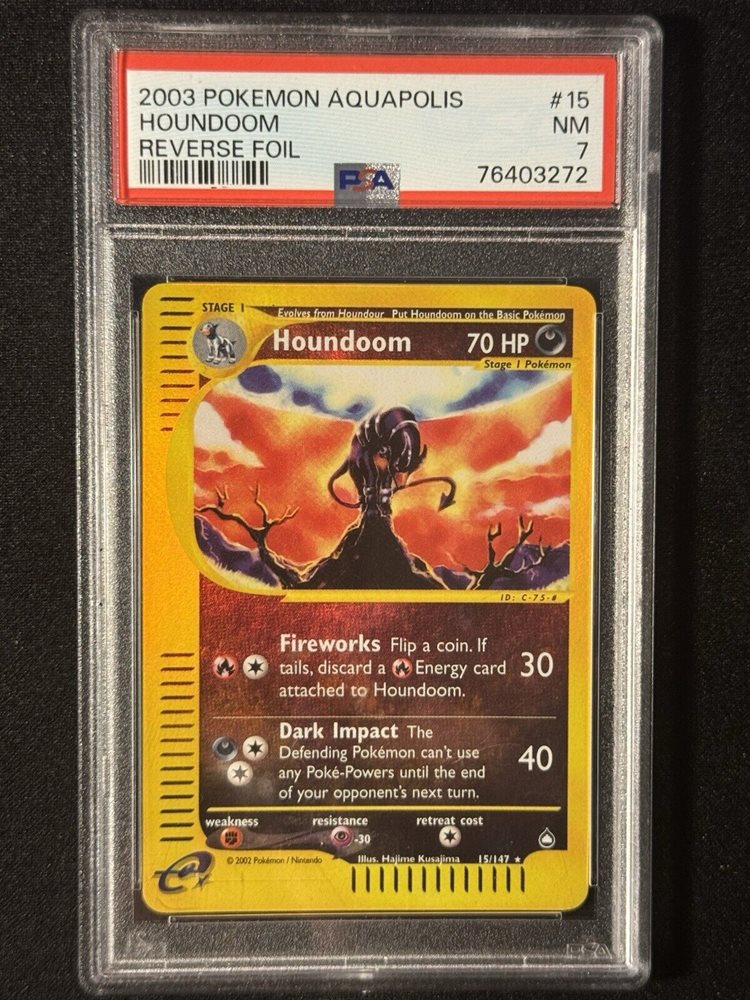 2003 POKEMON AQUAPOLIS #15
HOUNDOOM NM
REVERSE FOIL 7
PSA 76403272
STAGE 1
Evolves from Houndour Put Houndoom on the Basic Pokémon
Houndoom 70 HP
Stage 1 Pokémon
ID: C-75-#
Fireworks Flip a coin. If
tails, discard a Energy card 30
attached to Houndoom.
Dark Impact The
Defending Pokémon can't use
any Poké-Powers until the end 40
of your opponent's next turn.
weakness resistance retreat cost
-30
© 2002 Pokémon / Nintendo Illus. Hajime Kusajima 15/147 ★
e
PSA